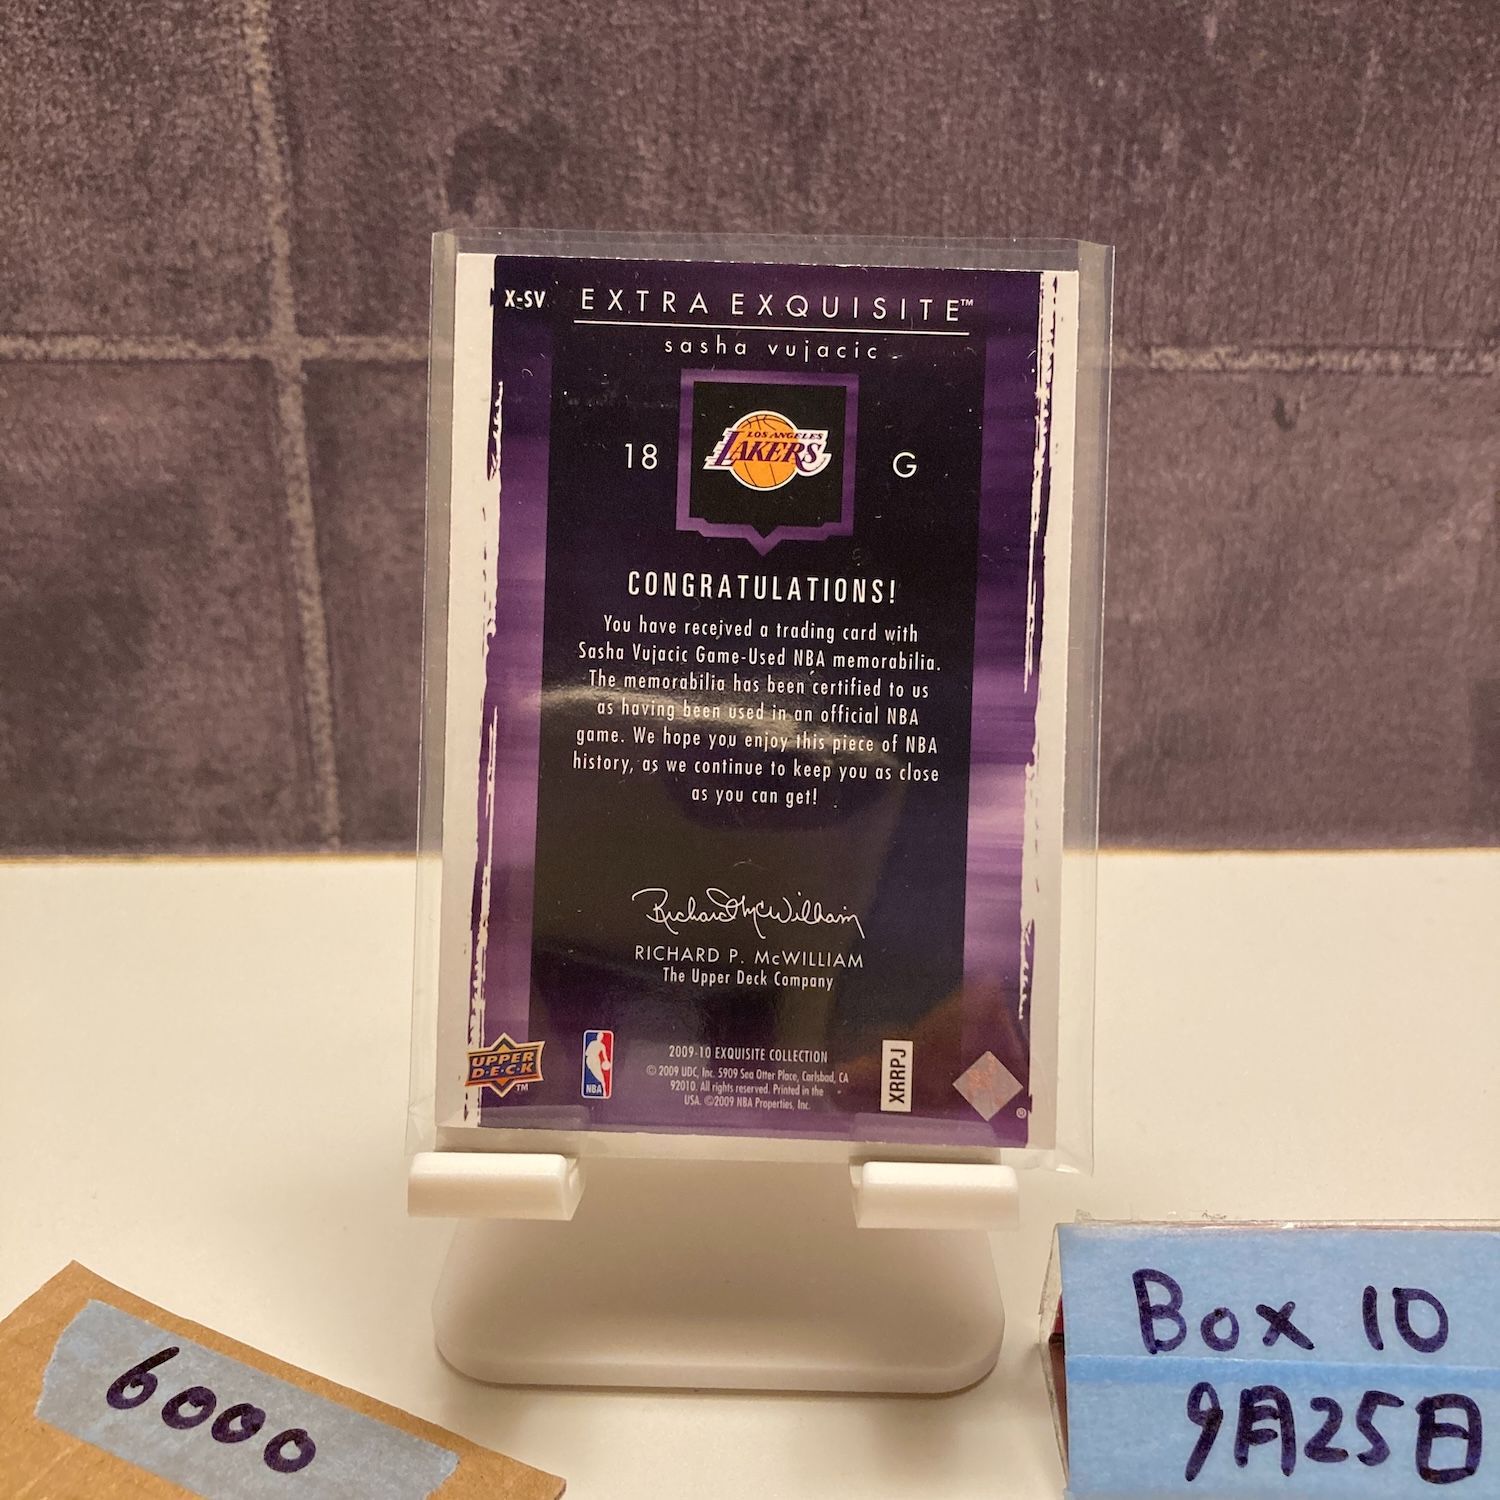 X-SV EXTRA EXQUISITE™
sasha vujacic
18 LOS ANGELES LAKERS G
CONGRATULATIONS!
You have received a trading card with
Sasha Vujacic Game-Used NBA memorabilia.
The memorabilia has been certified to us
as having been used in an official NBA
game. We hope you enjoy this piece of NBA
history, as we continue to keep you as close
as you can get!
Richard McWilliam
RICHARD P. McWILLIAM
The Upper Deck Company
UPPER DECK™
NBA
2009-10 EXQUISITE COLLECTION
© 2009 UDC, Inc. 5909 Sea Otter Place, Carlsbad, CA
92010. All rights reserved. Printed in the
USA. ©2009 NBA Properties, Inc.
XRRPJ
®
6000
Box 10
9月25日